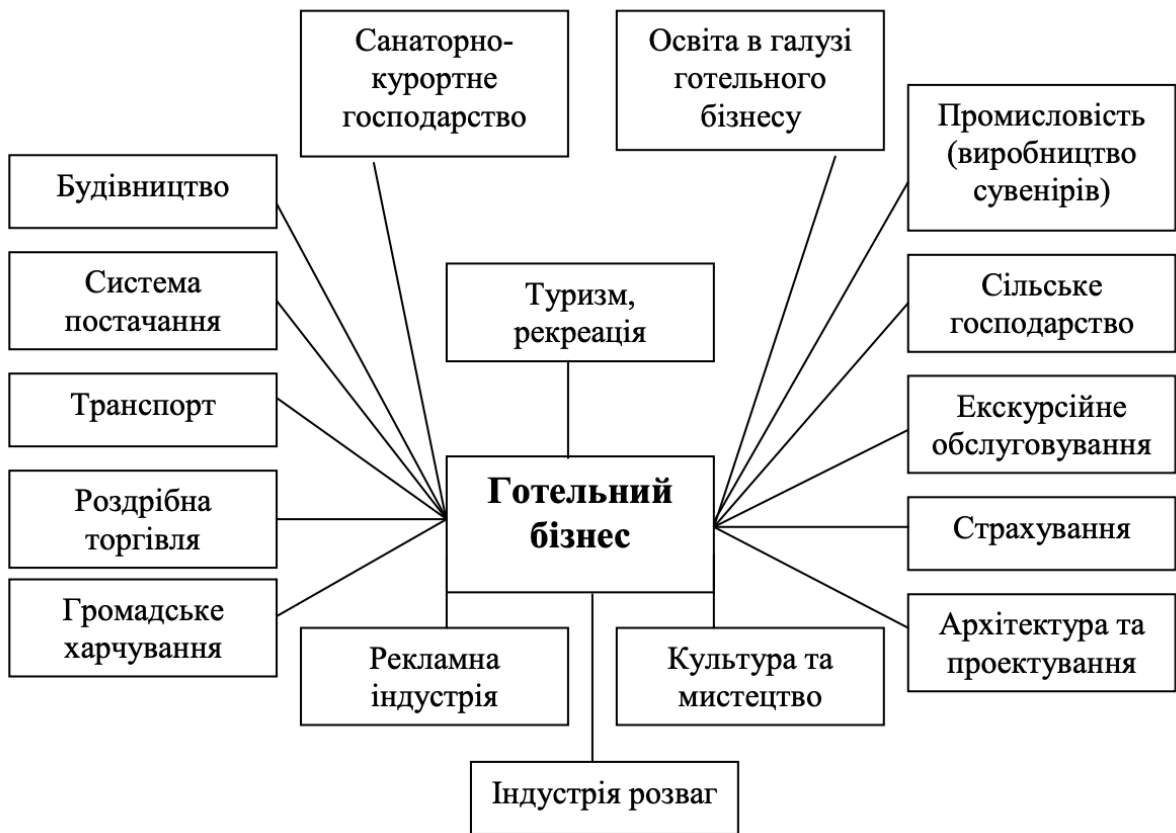 Санаторно-
курортне
господарство
Освіта в галузі
готельного
бізнесу
Промисловість
(виробництво
сувенірів)
Будівництво
Система
постачання
Туризм,
рекреація
Сільське
господарство
Транспорт
Екскурсійне
обслуговування
Готельний
бізнес
Роздрібна
торгівля
Страхування
Громадське
харчування
Рекламна
індустрія
Культура та
мистецтво
Архітектура та
проектування
Індустрія розваг